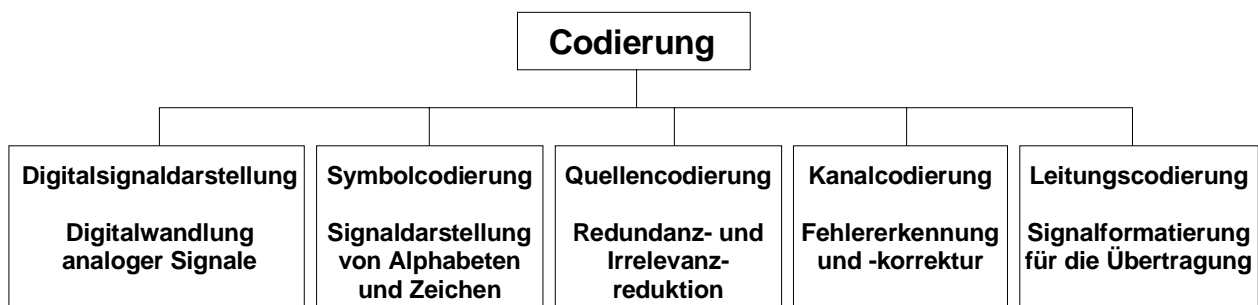 Codierung
Digitalsignaldarstellung
Digitalwandlung
analoger Signale
Symbolcodierung
Signaldarstellung
von Alphabeten
und Zeichen
Quellencodierung
Redundanz- und
Irrelevanz-
reduktion
Kanalcodierung
Fehlererkennung
und -korrektur
Leitungscodierung
Signalformatierung
für die Übertragung